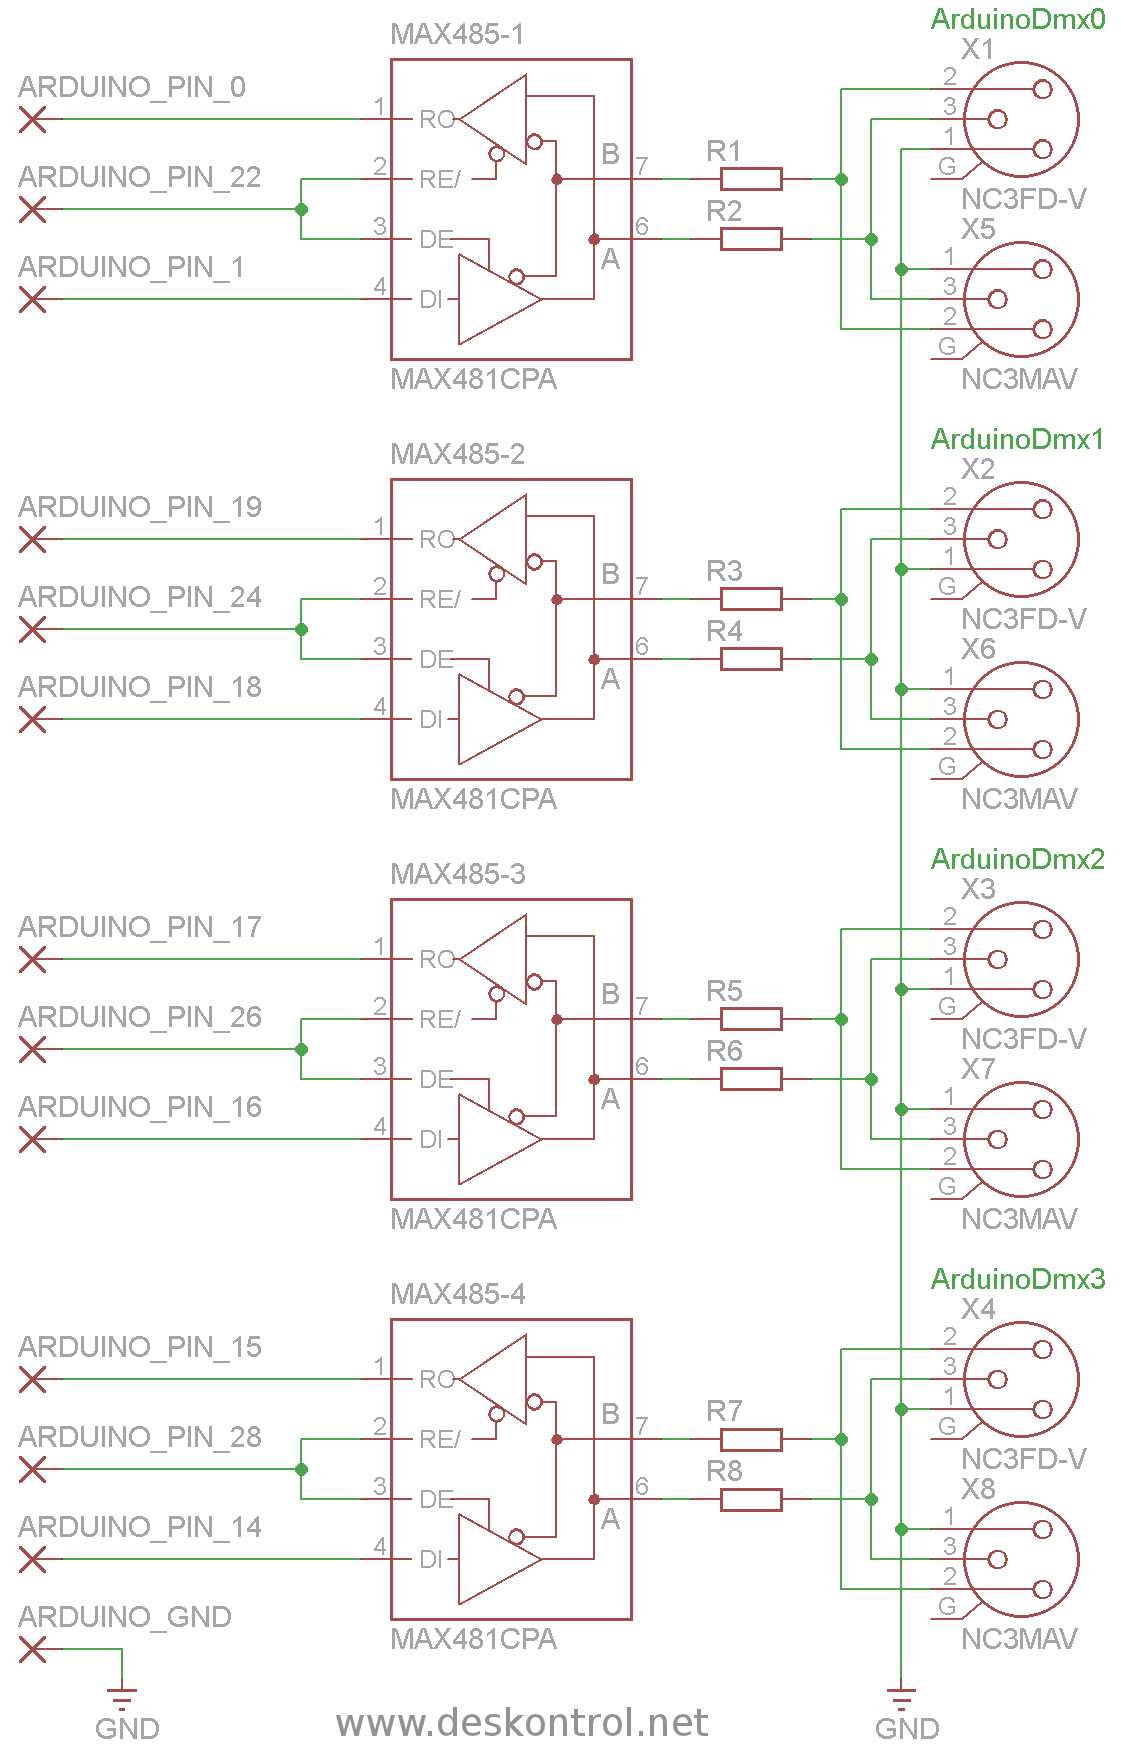 ArduinoDmx0
MAX485-1
X1
ARDUINO_PIN_0
2
1
RO
3
B
R1
1
ARDUINO_PIN_22
2
RE/
7
G
NC3FD-V
R2
X5
3
DE
6
A
1
ARDUINO_PIN_1
4
DI
3
2
G
MAX481CPA
NC3MAV
ArduinoDmx1
MAX485-2
X2
ARDUINO_PIN_19
2
1
RO
3
B
R3
1
ARDUINO_PIN_24
2
RE/
7
G
NC3FD-V
R4
X6
3
DE
6
A
1
ARDUINO_PIN_18
4
DI
3
2
G
MAX481CPA
NC3MAV
ArduinoDmx2
MAX485-3
X3
ARDUINO_PIN_17
2
1
RO
3
B
R5
1
ARDUINO_PIN_26
2
RE/
7
G
NC3FD-V
R6
X7
3
DE
6
A
1
ARDUINO_PIN_16
4
DI
3
2
G
MAX481CPA
NC3MAV
ArduinoDmx3
MAX485-4
X4
ARDUINO_PIN_15
2
1
RO
3
B
R7
1
ARDUINO_PIN_28
2
RE/
7
G
NC3FD-V
R8
X8
3
DE
6
A
1
ARDUINO_PIN_14
4
DI
3
2
G
ARDUINO_GND
MAX481CPA
NC3MAV
GND
www.deskontrol.net
GND